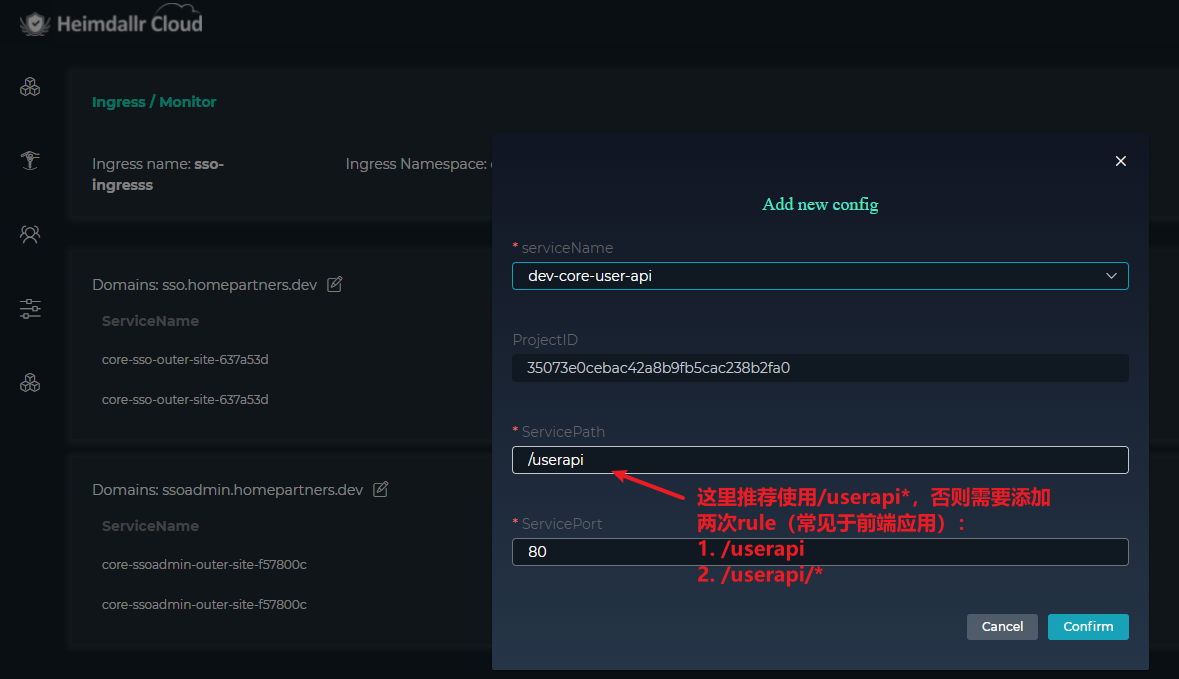 Heimdallr Cloud
Ingress / Monitor
Ingress name: sso-
ingresss
Ingress Namespace:
Domains: sso.homepartners.dev
ServiceName
core-sso-outer-site-637a53d
core-sso-outer-site-637a53d
Domains: ssoadmin.homepartners.dev
ServiceName
core-ssoadmin-outer-site-f57800c
core-ssoadmin-outer-site-f57800c
Add new config
* serviceName
dev-core-user-api
ProjectID
35073e0cebac42a8b9fb5cac238b2fa0
* ServicePath
/userapi
这里推荐使用/userapi*，否则需要添加
两次rule（常见于前端应用）：
1. /userapi
2. /userapi/*
* ServicePort
80
Cancel
Confirm